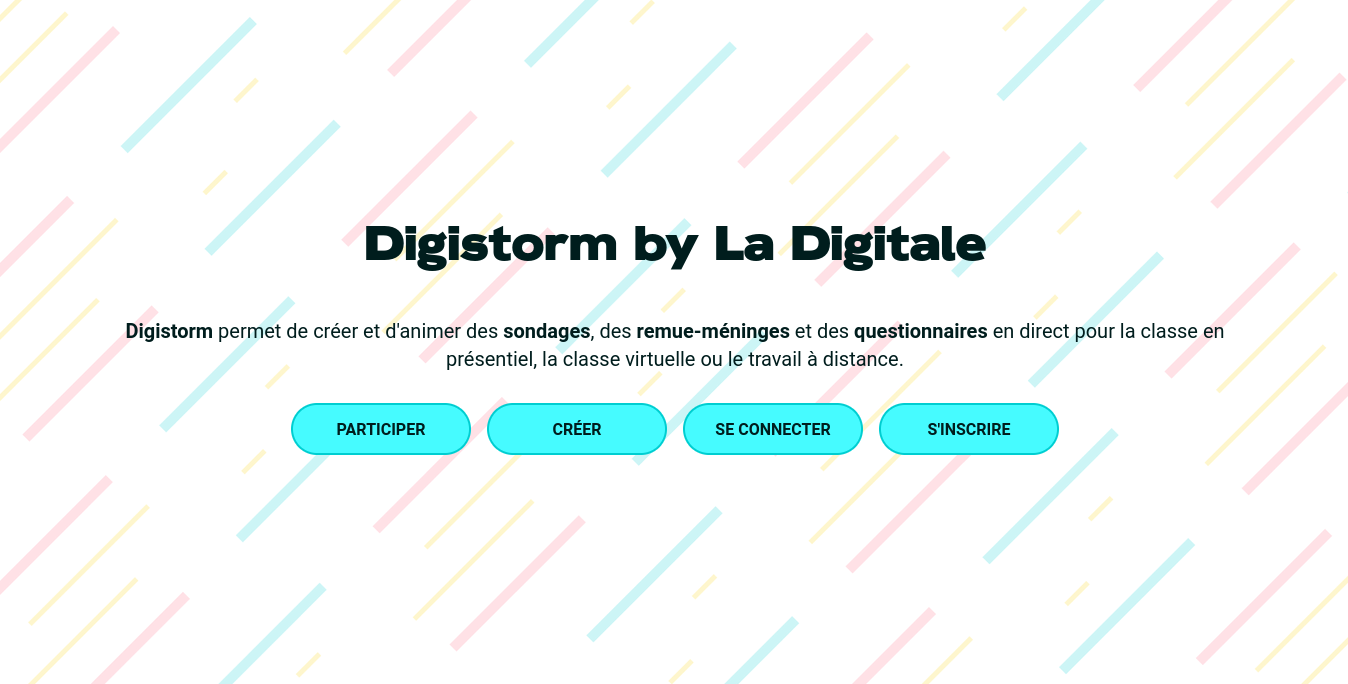 Digistorm by La Digitale
Digistorm permet de créer et d'animer des sondages, des remue-méninges et des questionnaires en direct pour la classe en
présentiel, la classe virtuelle ou le travail à distance.
PARTICIPER
CRÉER
SE CONNECTER
S'INSCRIRE